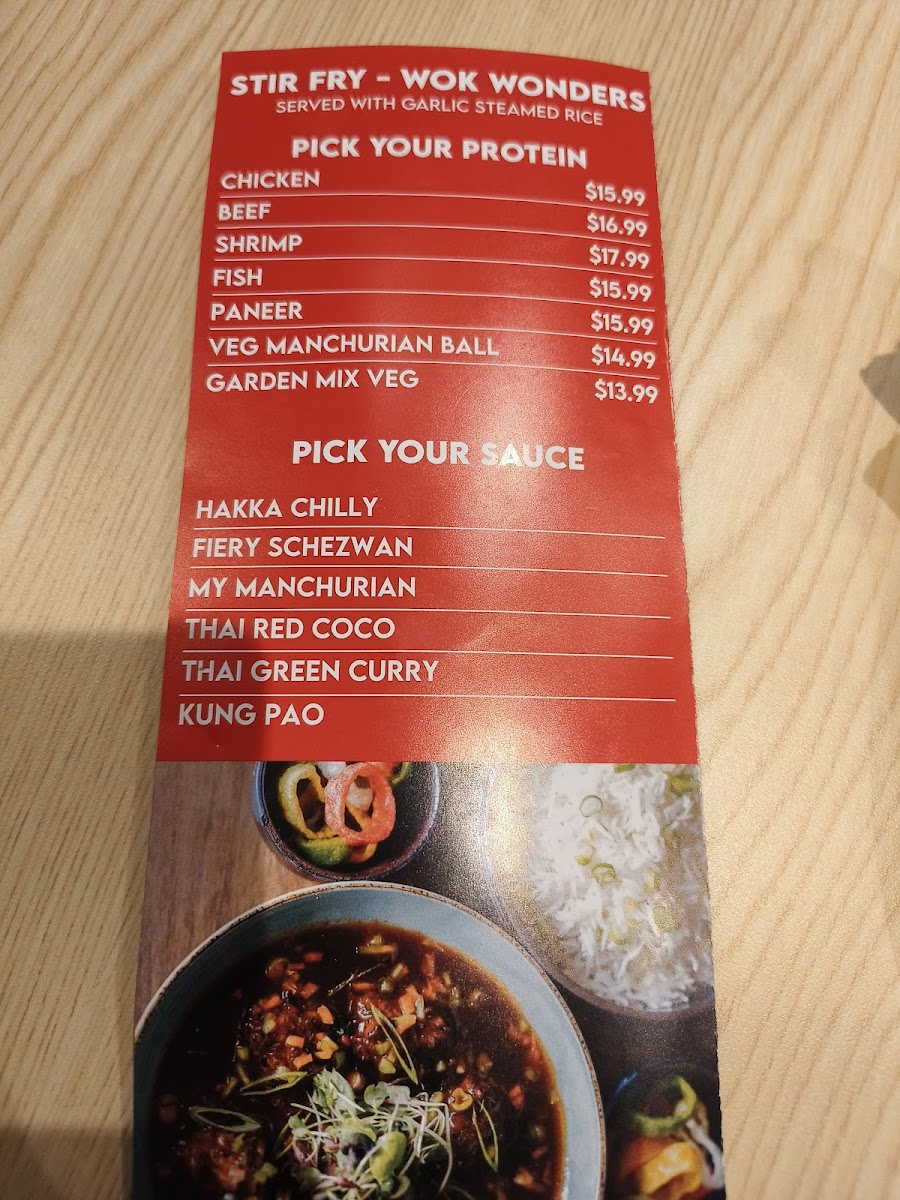 STIR FRY - WOK WONDERS
SERVED WITH GARLIC STEAMED RICE
PICK YOUR PROTEIN
CHICKEN $15.99
BEEF $16.99
SHRIMP $17.99
FISH $15.99
PANEER $15.99
VEG MANCHURIAN BALL $14.99
GARDEN MIX VEG $13.99
PICK YOUR SAUCE
HAKKA CHILLY
FIERY SCHEZWAN
MY MANCHURIAN
THAI RED COCO
THAI GREEN CURRY
KUNG PAO